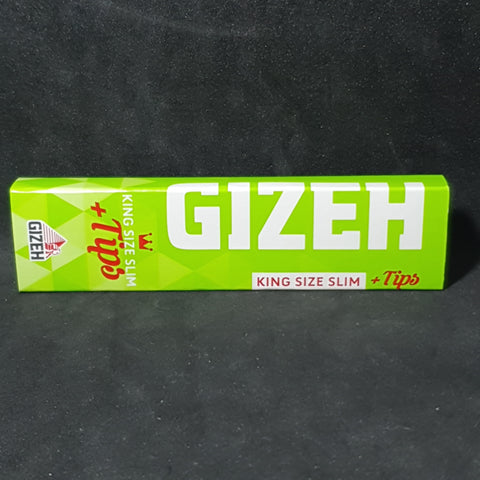 GIZEH
KING SIZE SLIM
+Tips
GIZEH
KING SIZE SLIM +Tips